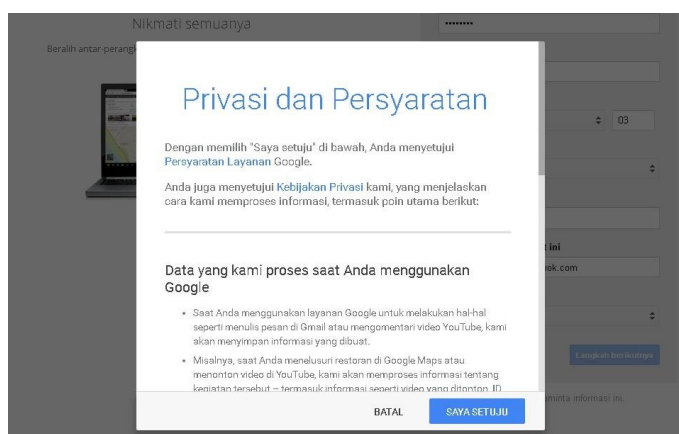 Nikmati semuanya
Beralih antar-perangk
Privasi dan Persyaratan
Dengan memilih "Saya setuju" di bawah, Anda menyetujui
Persyaratan Layanan Google.
Anda juga menyetujui Kebijakan Privasi kami, yang menjelaskan
cara kami memproses informasi, termasuk poin utama berikut:
Data yang kami proses saat Anda menggunakan
Google
• Saat Anda menggunakan layanan Google untuk melakukan hal-hal
seperti menulis pesan di Gmail atau mengomentari video YouTube, kami
akan menyimpan informasi yang dibuat.
• Misalnya, saat Anda menelusuri restoran di Google Maps atau
menonton video di YouTube, kami akan memproses informasi tentang
kegiatan tersebut – termasuk informasi seperti video yang ditonton, ID
BATAL
SAYA SETUJU
03
ini
ok.com
Langkah berikutnya
eminta informasi ini.